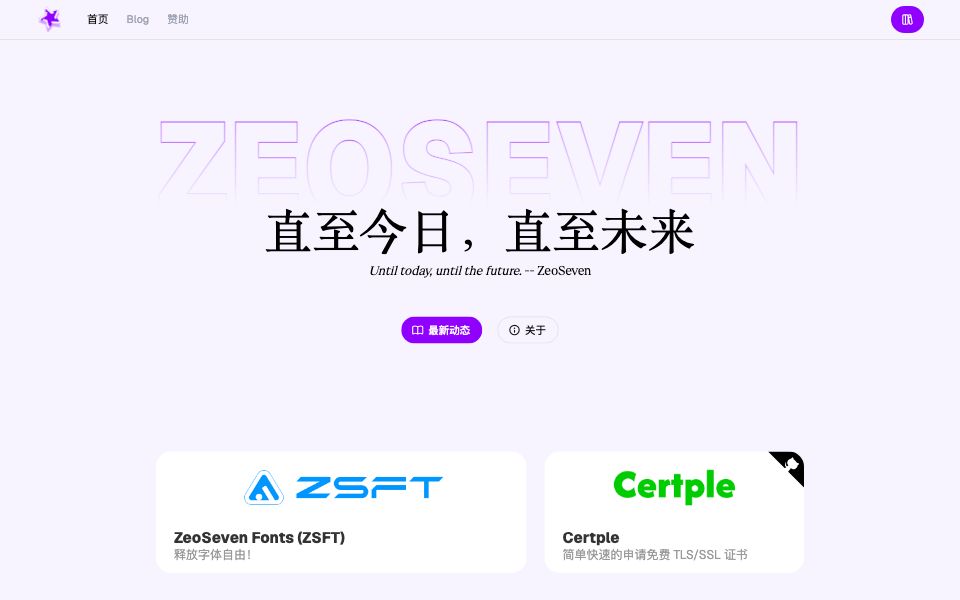 首页 Blog 赞助
ZEOSEVEN
直至今日，直至未来
Until today, until the future. -- ZeoSeven
最新动态 关于
ZSFT
ZeoSeven Fonts (ZSFT)
释放字体自由！
Certple
Certple
简单快速的申请免费 TLS/SSL 证书